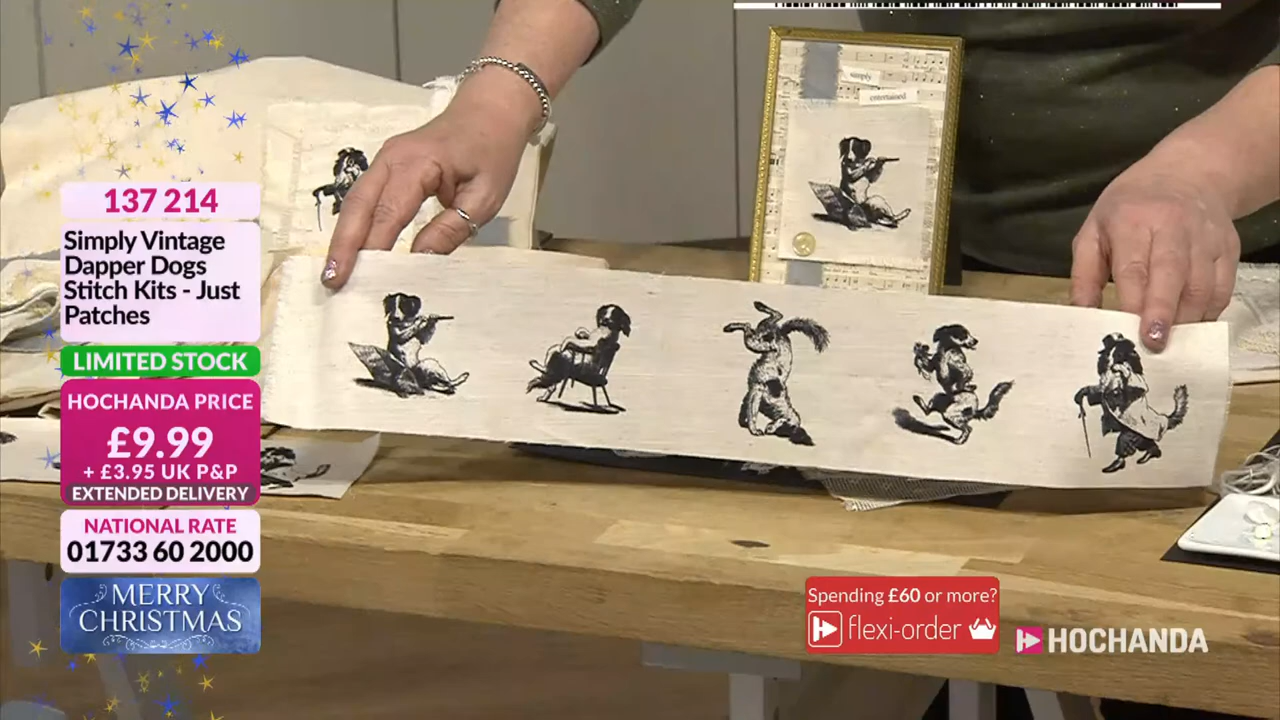 simply
entertained
137 214
Simply Vintage
Dapper Dogs
Stitch Kits - Just
Patches
LIMITED STOCK
HOCHANDA PRICE
£9.99
+ £3.95 UK P&P
EXTENDED DELIVERY
NATIONAL RATE
01733 60 2000
MERRY
CHRISTMAS
Spending £60 or more?
flexi-order
HOCHANDA